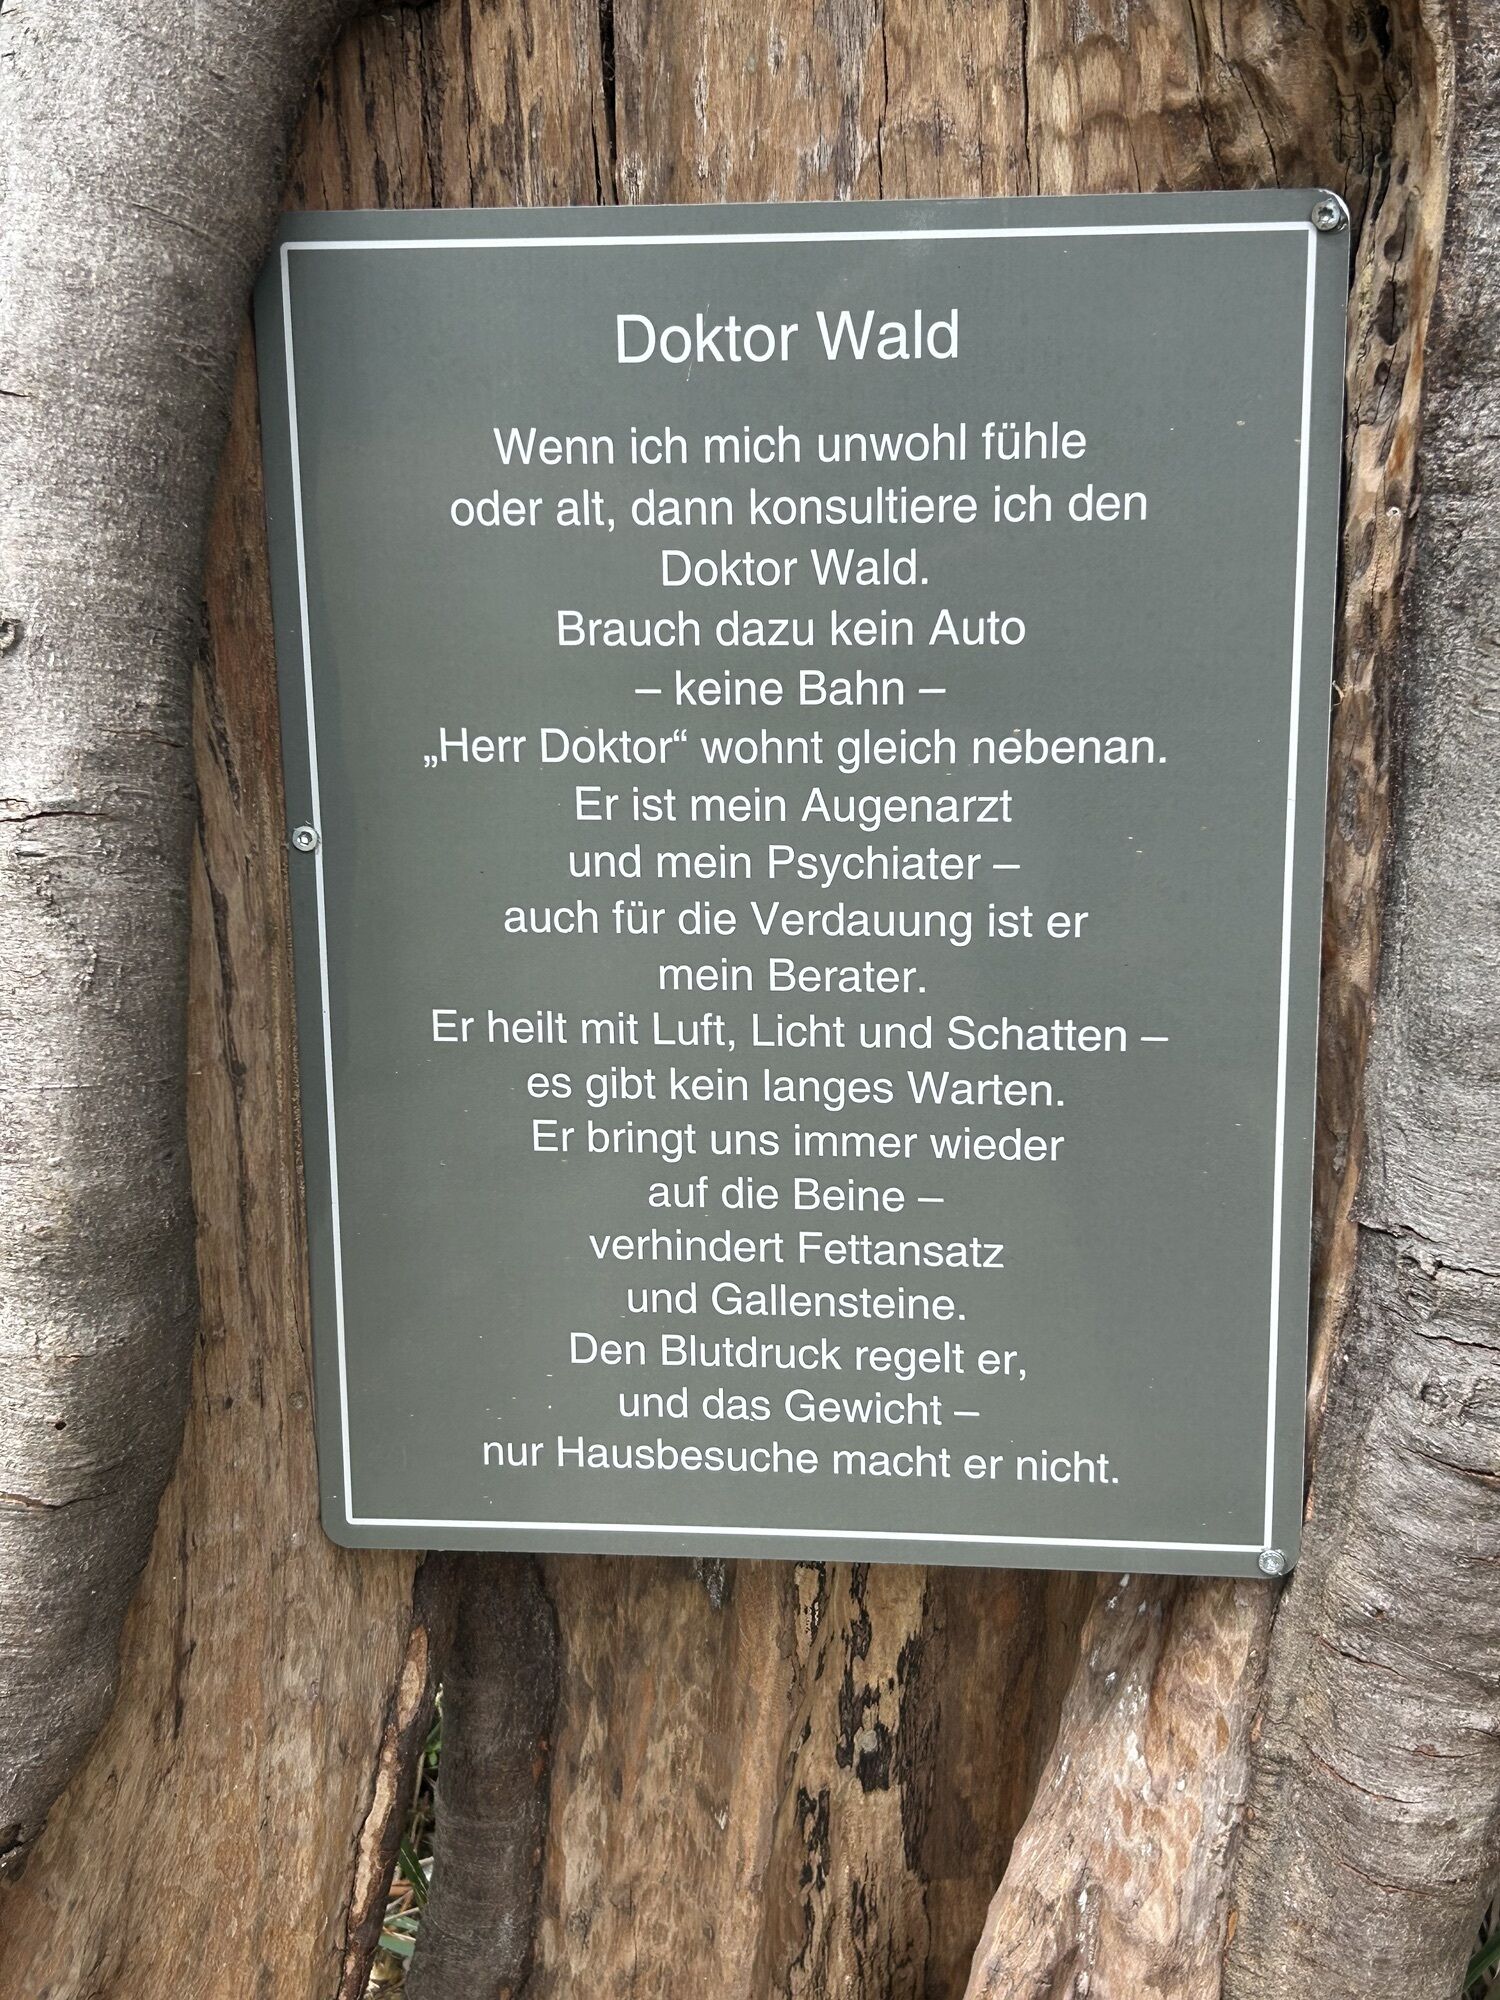 Doktor Wald
Wenn ich mich unwohl fühle
oder alt, dann konsultiere ich den
Doktor Wald.
Brauch dazu kein Auto
– keine Bahn –
„Herr Doktor“ wohnt gleich nebenan.
Er ist mein Augenarzt
und mein Psychiater –
auch für die Verdauung ist er
mein Berater.
Er heilt mit Luft, Licht und Schatten –
es gibt kein langes Warten.
Er bringt uns immer wieder
auf die Beine –
verhindert Fettansatz
und Gallensteine.
Den Blutdruck regelt er,
und das Gewicht –
nur Hausbesuche macht er nicht.